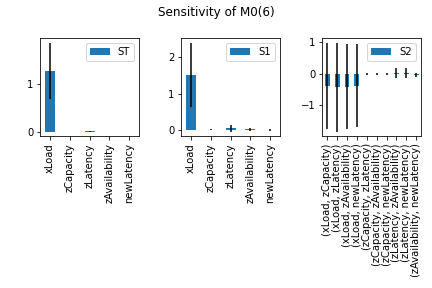 Sensitivity of M0(6)
ST
1
0
xLoad
zCapacity
zLatency
zAvailability
newLatency
S1
2
1
0
xLoad
zCapacity
zLatency
zAvailability
newLatency
S2
1
0
−1
(xLoad, zCapacity)
(xLoad, zLatency)
(xLoad, zAvailability)
(xLoad, newLatency)
(zCapacity, zLatency)
(zCapacity, zAvailability)
(zCapacity, newLatency)
(zLatency, zAvailability)
(zLatency, newLatency)
(zAvailability, newLatency)